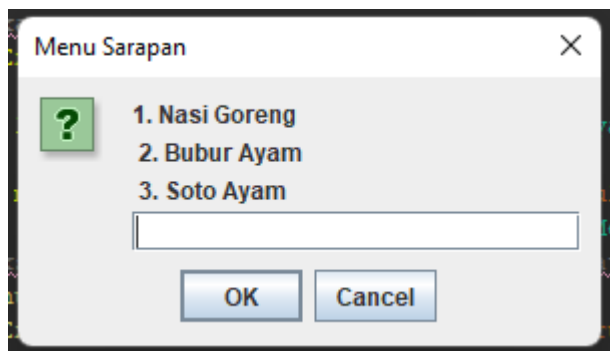 Menu Sarapan
1. Nasi Goreng
2. Bubur Ayam
3. Soto Ayam
OK
Cancel